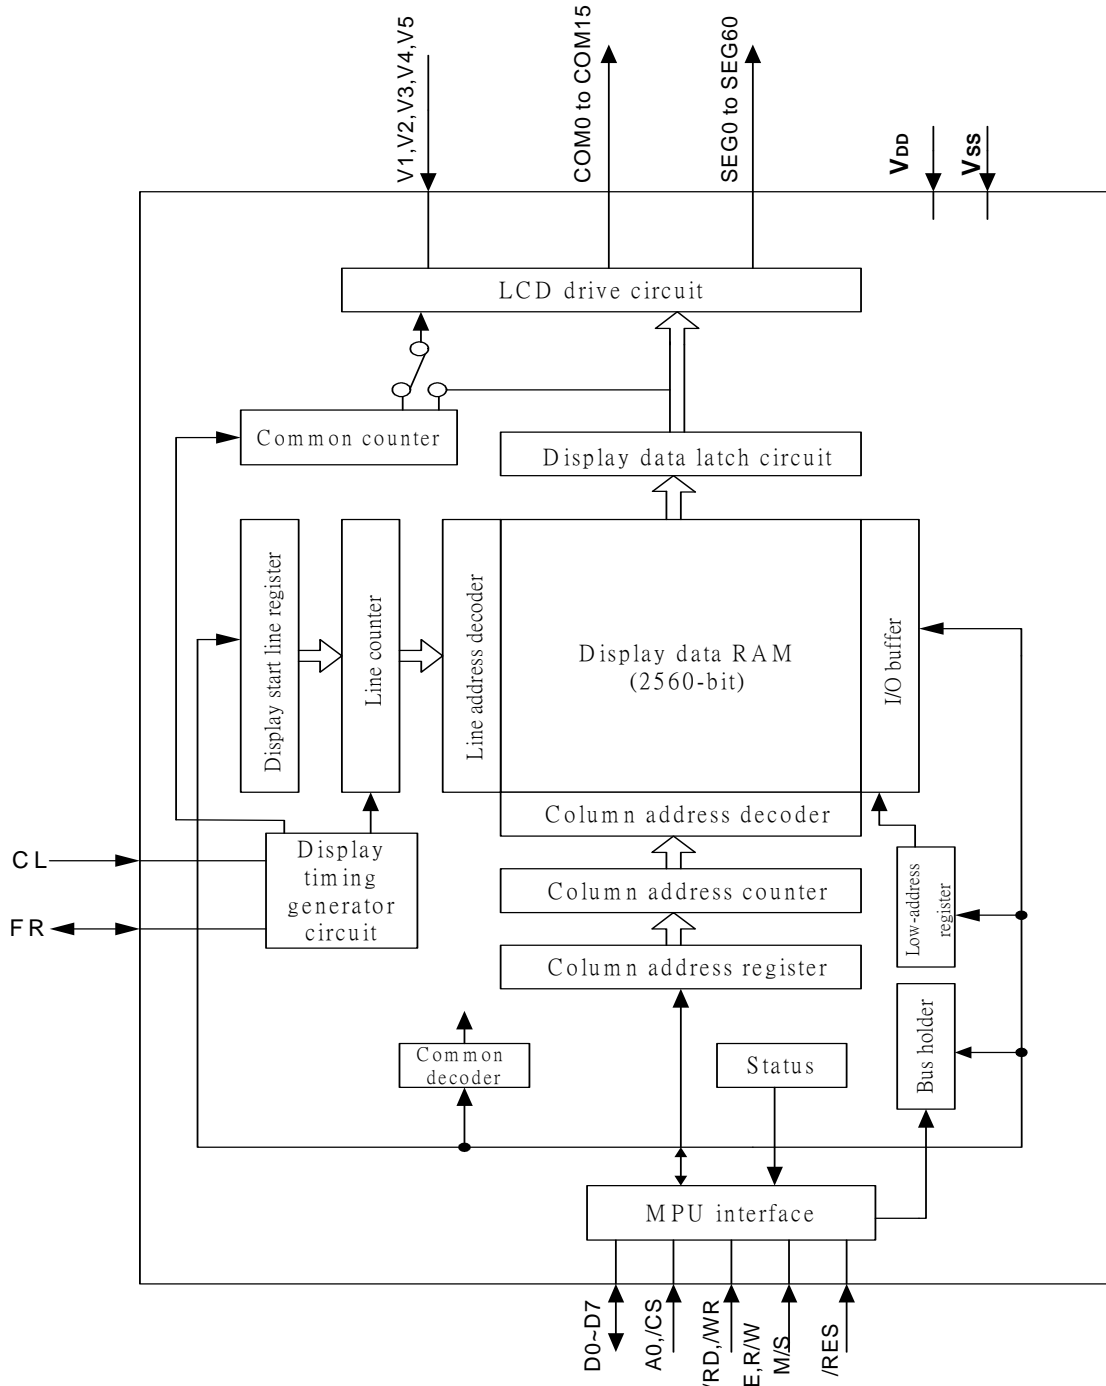 V1,V2,V3,V4,V5
COM0 to COM15
SEG0 to SEG60
VDD
VSS
LCD drive circuit
Common counter
Display data latch circuit
Display start line register
Line counter
Line address decoder
Display data RAM
(2560-bit)
I/O buffer
Column address decoder
CL
Display
timing
generator
circuit
FR
Column address counter
Low-address
register
Column address register
Common
decoder
Status
Bus holder
MPU interface
D0~D7
A0,/CS
/RD,/WR
E,R/W
M/S
/RES